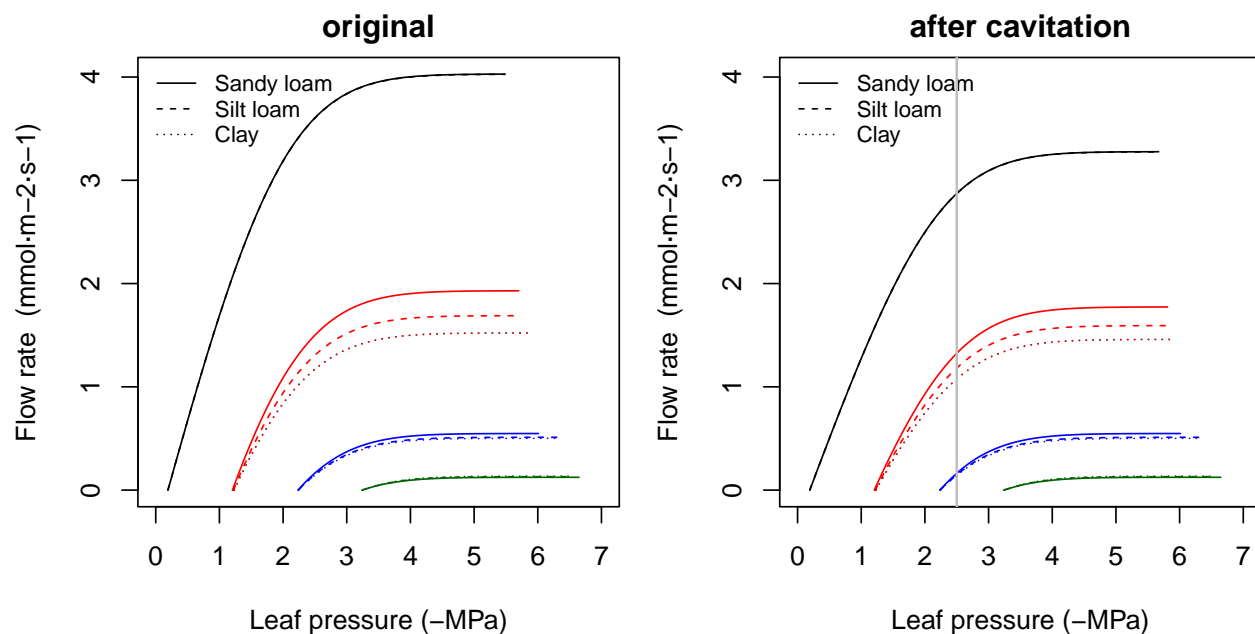 original
Flow rate  (mmol·m−2·s−1)
0 1 2 3 4
Sandy loam
Silt loam
Clay
0 1 2 3 4 5 6 7
Leaf pressure (−MPa)
after cavitation
Flow rate  (mmol·m−2·s−1)
0 1 2 3 4
Sandy loam
Silt loam
Clay
0 1 2 3 4 5 6 7
Leaf pressure (−MPa)